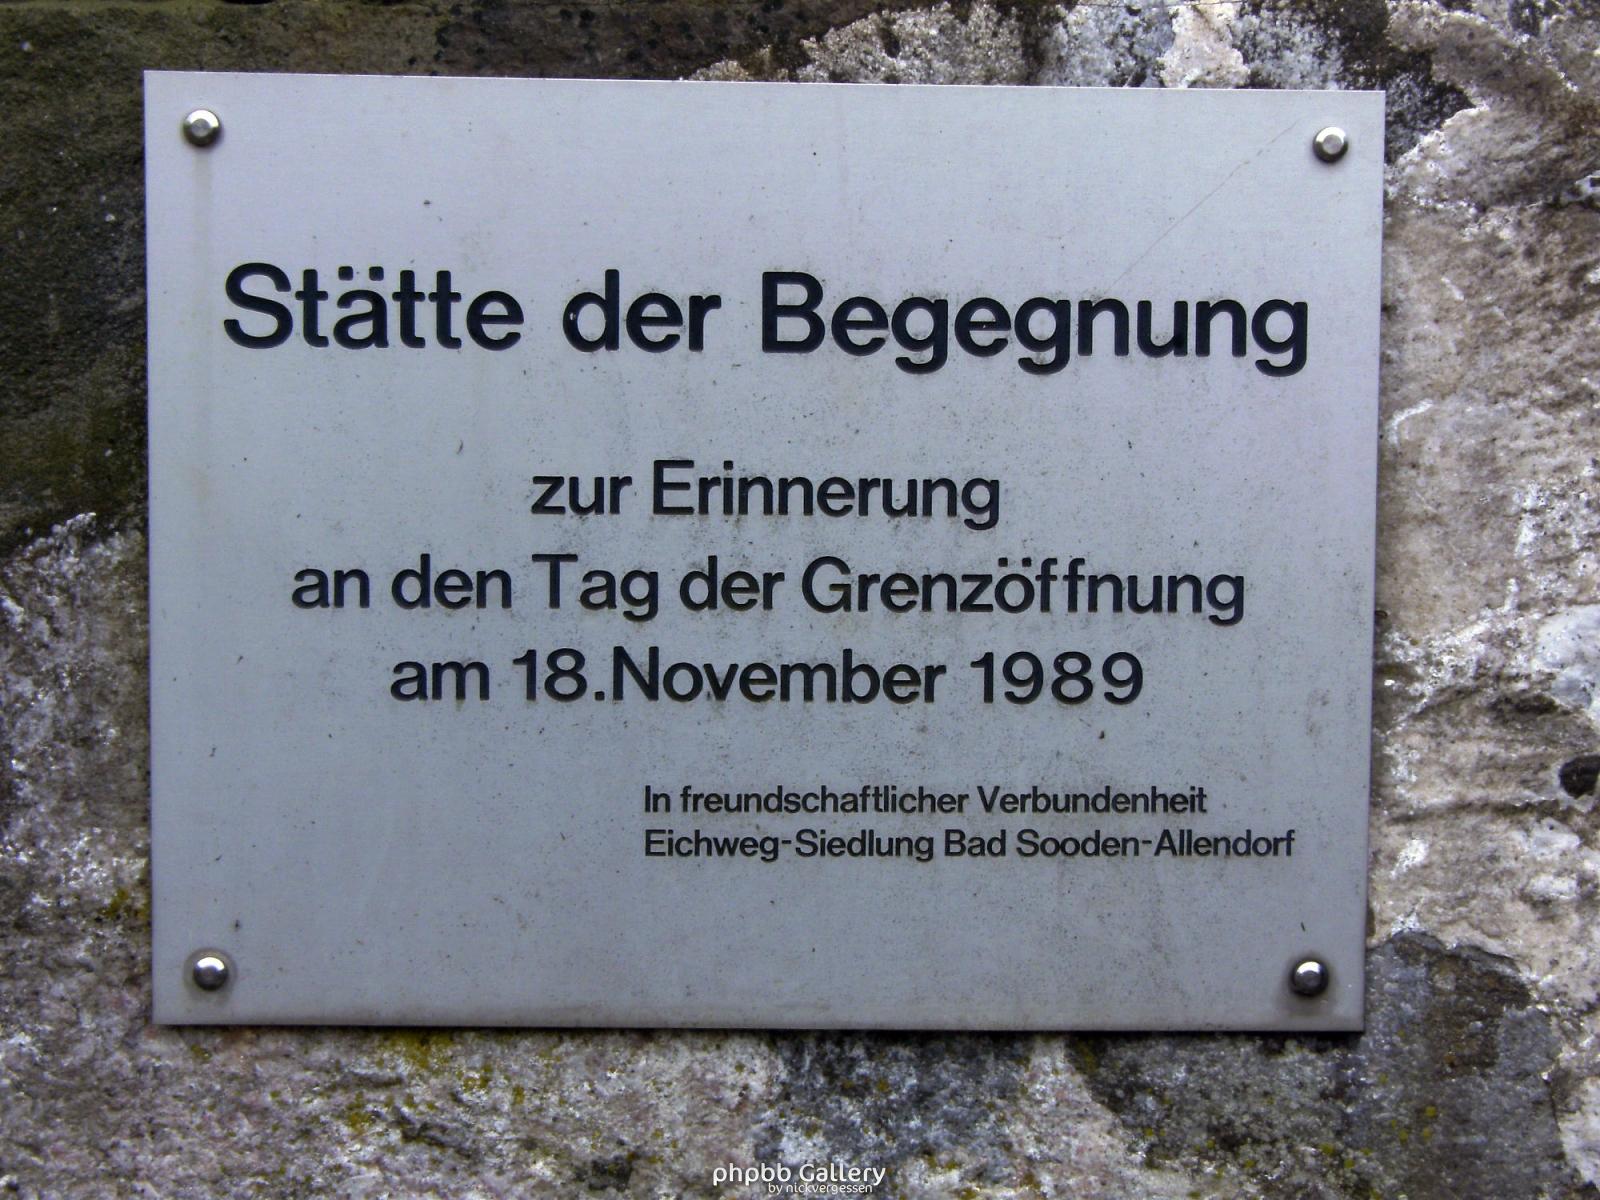 Stätte der Begegnung
zur Erinnerung
an den Tag der Grenzöffnung
am 18.November 1989
In freundschaftlicher Verbundenheit
Eichweg-Siedlung Bad Sooden-Allendorf
phpbb Gallery
by nickvergessen